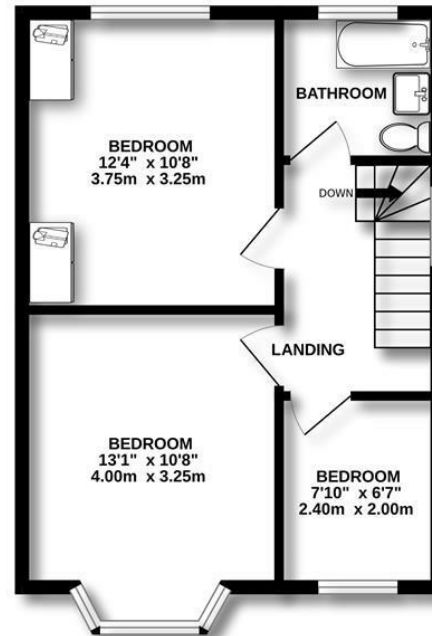 BEDROOM
12'4" x 10'8"
3.75m x 3.25m
BATHROOM
DOWN
LANDING
BEDROOM
13'1" x 10'8"
4.00m x 3.25m
BEDROOM
7'10" x 6'7"
2.40m x 2.00m